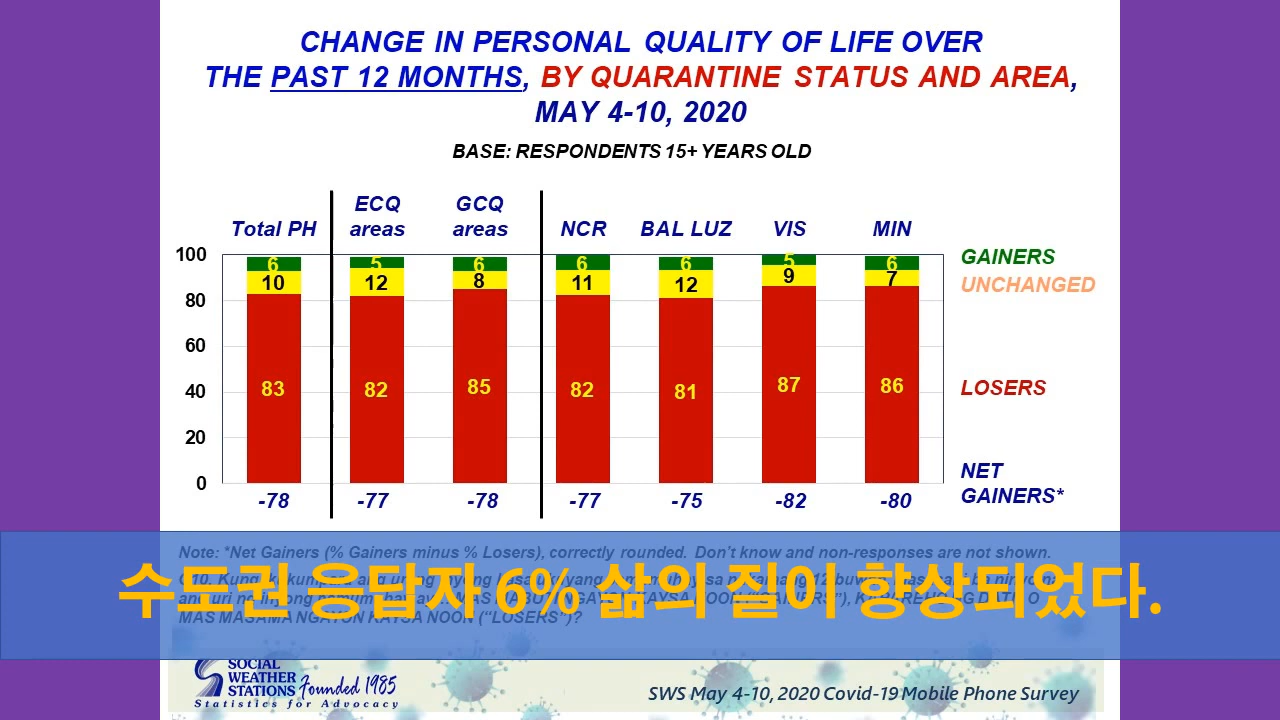 CHANGE IN PERSONAL QUALITY OF LIFE OVER
THE PAST 12 MONTHS, BY QUARANTINE STATUS AND AREA,
MAY 4-10, 2020
BASE: RESPONDENTS 15+ YEARS OLD
Total PH ECQ areas GCQ areas NCR BAL LUZ VIS MIN
100 6 5 6 6 6 5 6 GAINERS
10 12 8 11 12 9 7 UNCHANGED
80
60
40 83 82 85 82 81 87 86 LOSERS
20
0
-78 -77 -78 -77 -75 -82 -80 NET GAINERS*
Note: *Net Gainers (% Gainers minus % Losers), correctly rounded. Don't know and non-responses are not shown.
수도권 응답자 6% 삶의 질이 향상되었다.
MAS MASAMA NGAYON KAYSA NOON ("LOSERS")?
SOCIAL
WEATHER
STATIONS Founded 1985
Statistics for Advocacy
SWS May 4-10, 2020 Covid-19 Mobile Phone Survey